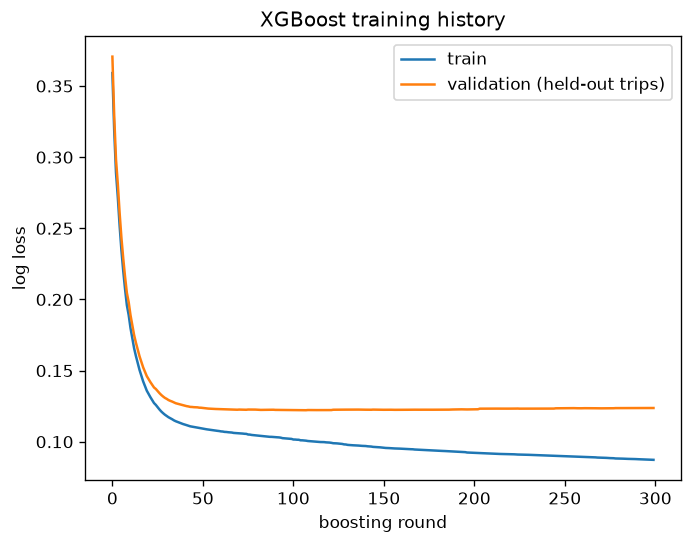 XGBoost training history
train
validation (held-out trips)
log loss
0.35
0.30
0.25
0.20
0.15
0.10
0 50 100 150 200 250 300
boosting round